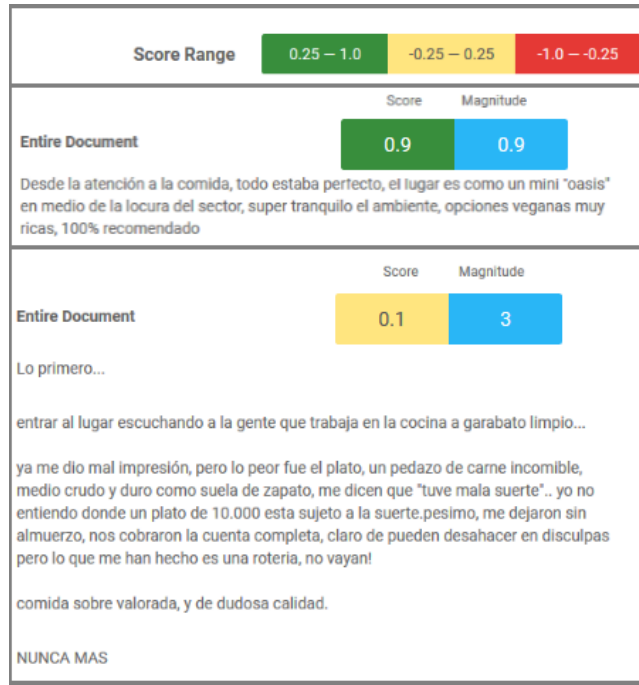 Score Range 0.25 – 1.0 -0.25 – 0.25 -1.0 – -0.25
Score Magnitude
Entire Document 0.9 0.9
Desde la atención a la comida, todo estaba perfecto, el lugar es como un mini "oasis"
en medio de la locura del sector, super tranquilo el ambiente, opciones veganas muy
ricas, 100% recomendado
Score Magnitude
Entire Document 0.1 3
Lo primero...
entrar al lugar escuchando a la gente que trabaja en la cocina a garabato limpio...
ya me dio mal impresión, pero lo peor fue el plato, un pedazo de carne incomible,
medio crudo y duro como suela de zapato, me dicen que "tuve mala suerte".. yo no
entiendo donde un plato de 10.000 esta sujeto a la suerte.pesimo, me dejaron sin
almuerzo, nos cobraron la cuenta completa, claro de pueden desahacer en disculpas
pero lo que me han hecho es una roteria, no vayan!
comida sobre valorada, y de dudosa calidad.
NUNCA MAS